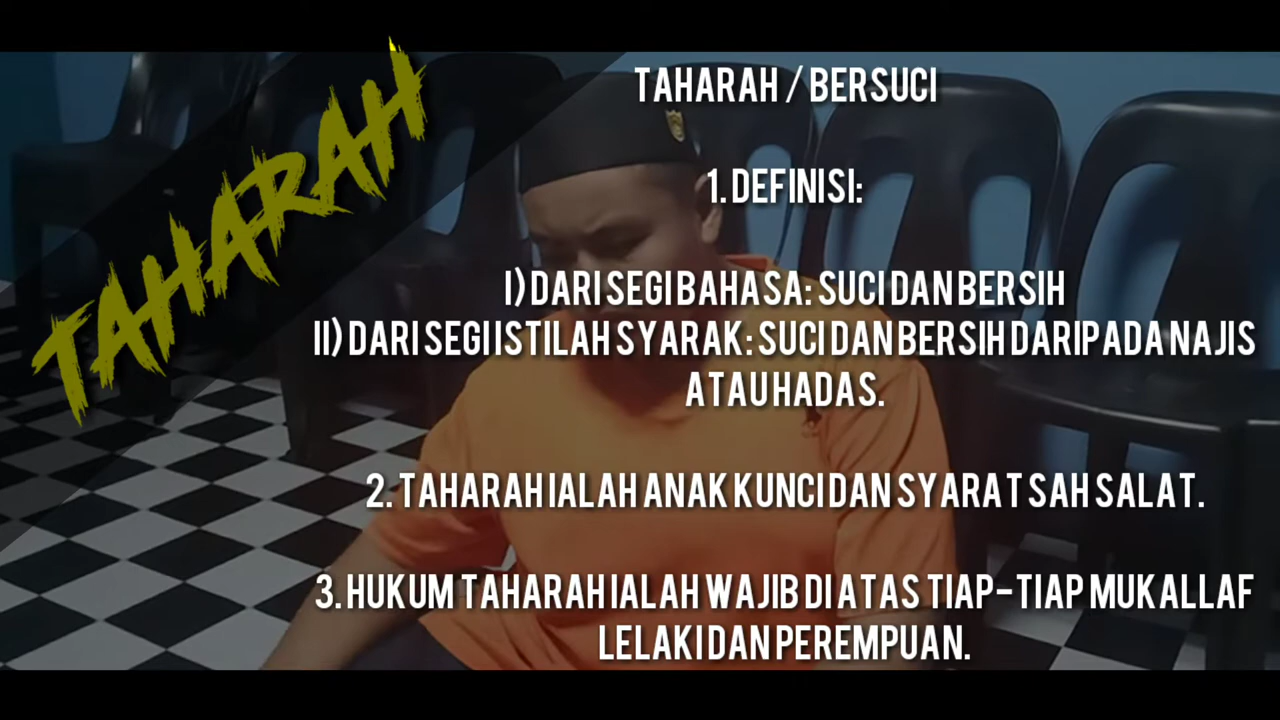 TAHARAH
TAHARAH / BERSUCI
1. DEFINISI:
I) DARI SEGI BAHASA: SUCI DAN BERSIH
II) DARI SEGI ISTILAH SYARAK: SUCI DAN BERSIH DARIPADA NAJIS
ATAU HADAS.
2. TAHARAH IALAH ANAK KUNCI DAN SYARAT SAH SALAT.
3. HUKUM TAHARAH IALAH WAJIB DI ATAS TIAP-TIAP MUKALLAF
LELAKI DAN PEREMPUAN.